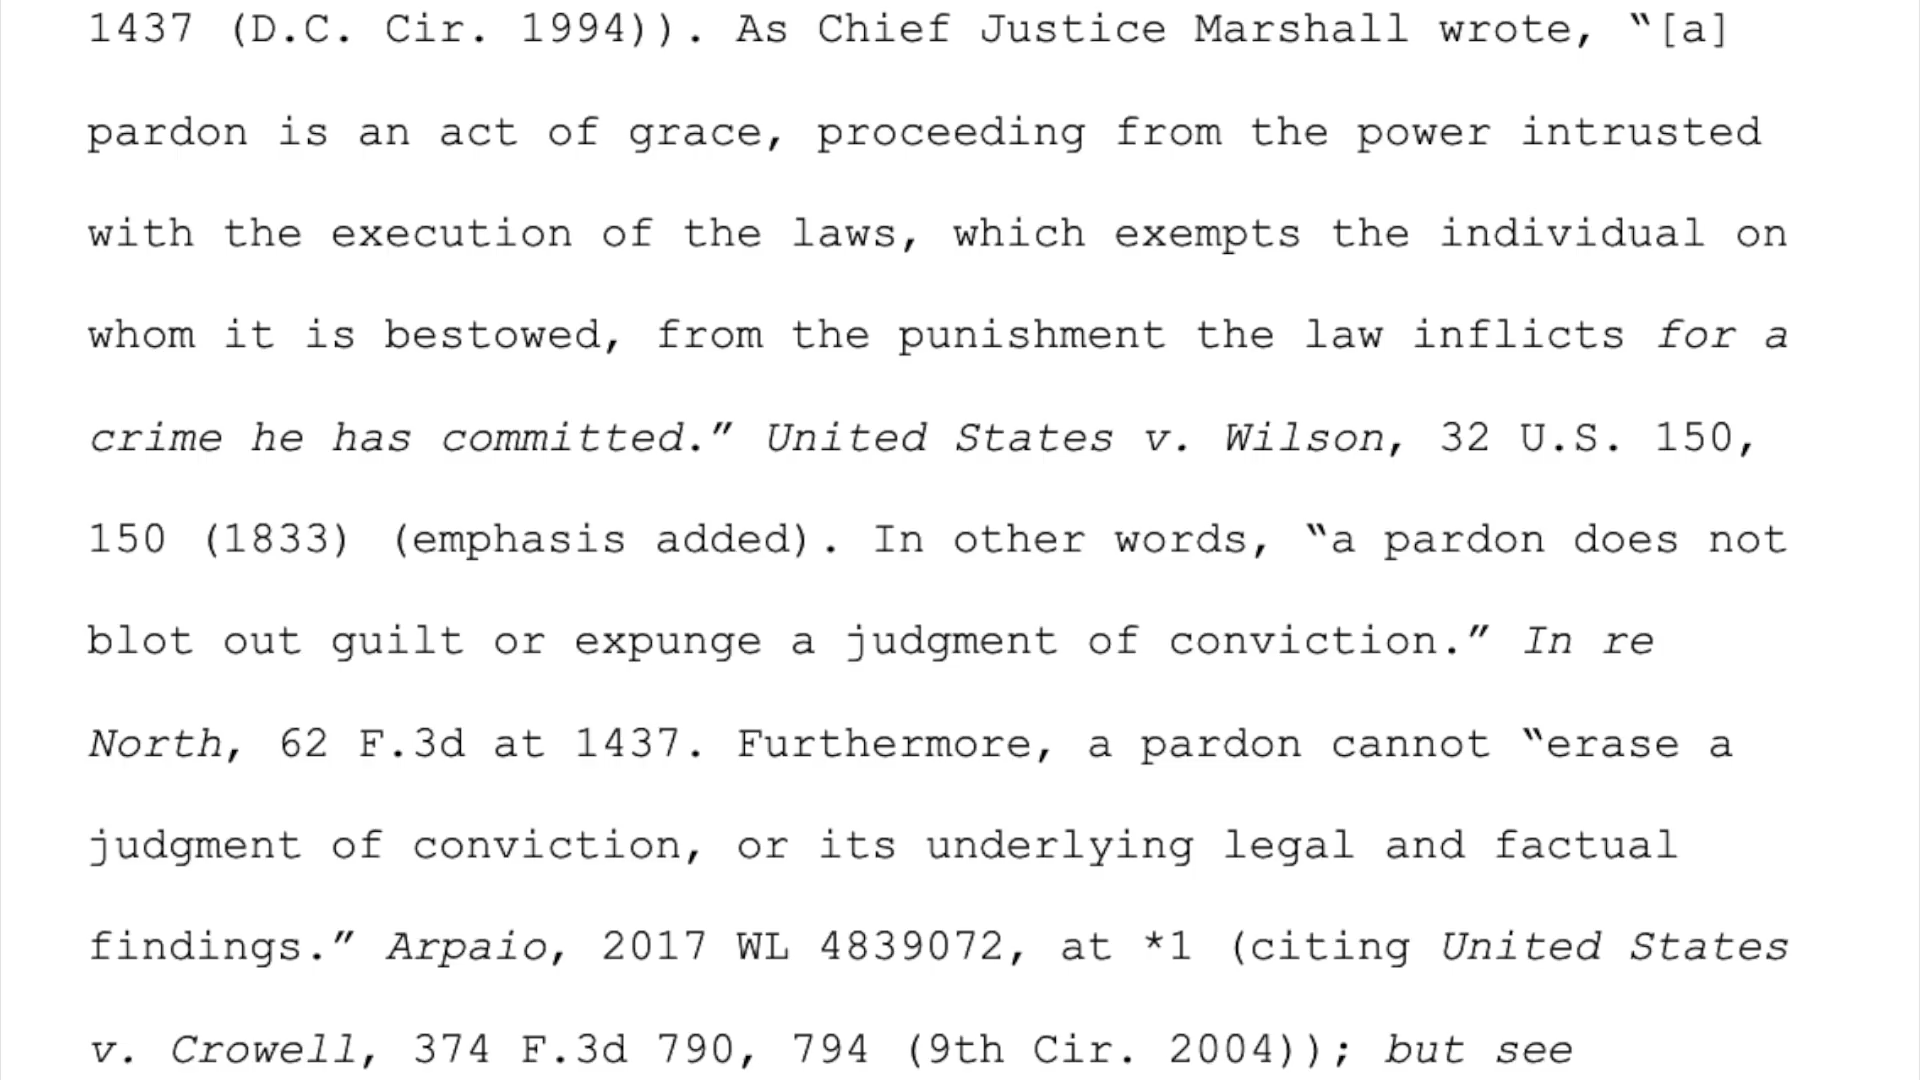 1437 (D.C. Cir. 1994)). As Chief Justice Marshall wrote, “[a]
pardon is an act of grace, proceeding from the power intrusted
with the execution of the laws, which exempts the individual on
whom it is bestowed, from the punishment the law inflicts for a
crime he has committed.” United States v. Wilson, 32 U.S. 150,
150 (1833) (emphasis added). In other words, “a pardon does not
blot out guilt or expunge a judgment of conviction.” In re
North, 62 F.3d at 1437. Furthermore, a pardon cannot “erase a
judgment of conviction, or its underlying legal and factual
findings.” Arpaio, 2017 WL 4839072, at *1 (citing United States
v. Crowell, 374 F.3d 790, 794 (9th Cir. 2004)); but see